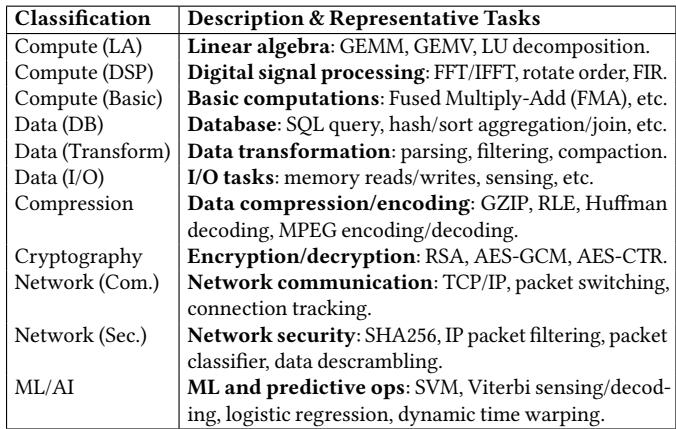 Classification Description & Representative Tasks
Compute (LA) Linear algebra: GEMM, GEMV, LU decomposition.
Compute (DSP) Digital signal processing: FFT/IFFT, rotate order, FIR.
Compute (Basic) Basic computations: Fused Multiply-Add (FMA), etc.
Data (DB) Database: SQL query, hash/sort aggregation/join, etc.
Data (Transform) Data transformation: parsing, filtering, compaction.
Data (I/O) I/O tasks: memory reads/writes, sensing, etc.
Compression Data compression/encoding: GZIP, RLE, Huffman
decoding, MPEG encoding/decoding.
Cryptography Encryption/decryption: RSA, AES-GCM, AES-CTR.
Network (Com.) Network communication: TCP/IP, packet switching,
connection tracking.
Network (Sec.) Network security: SHA256, IP packet filtering, packet
classifier, data descrambling.
ML/AI ML and predictive ops: SVM, Viterbi sensing/decod-
ing, logistic regression, dynamic time warping.